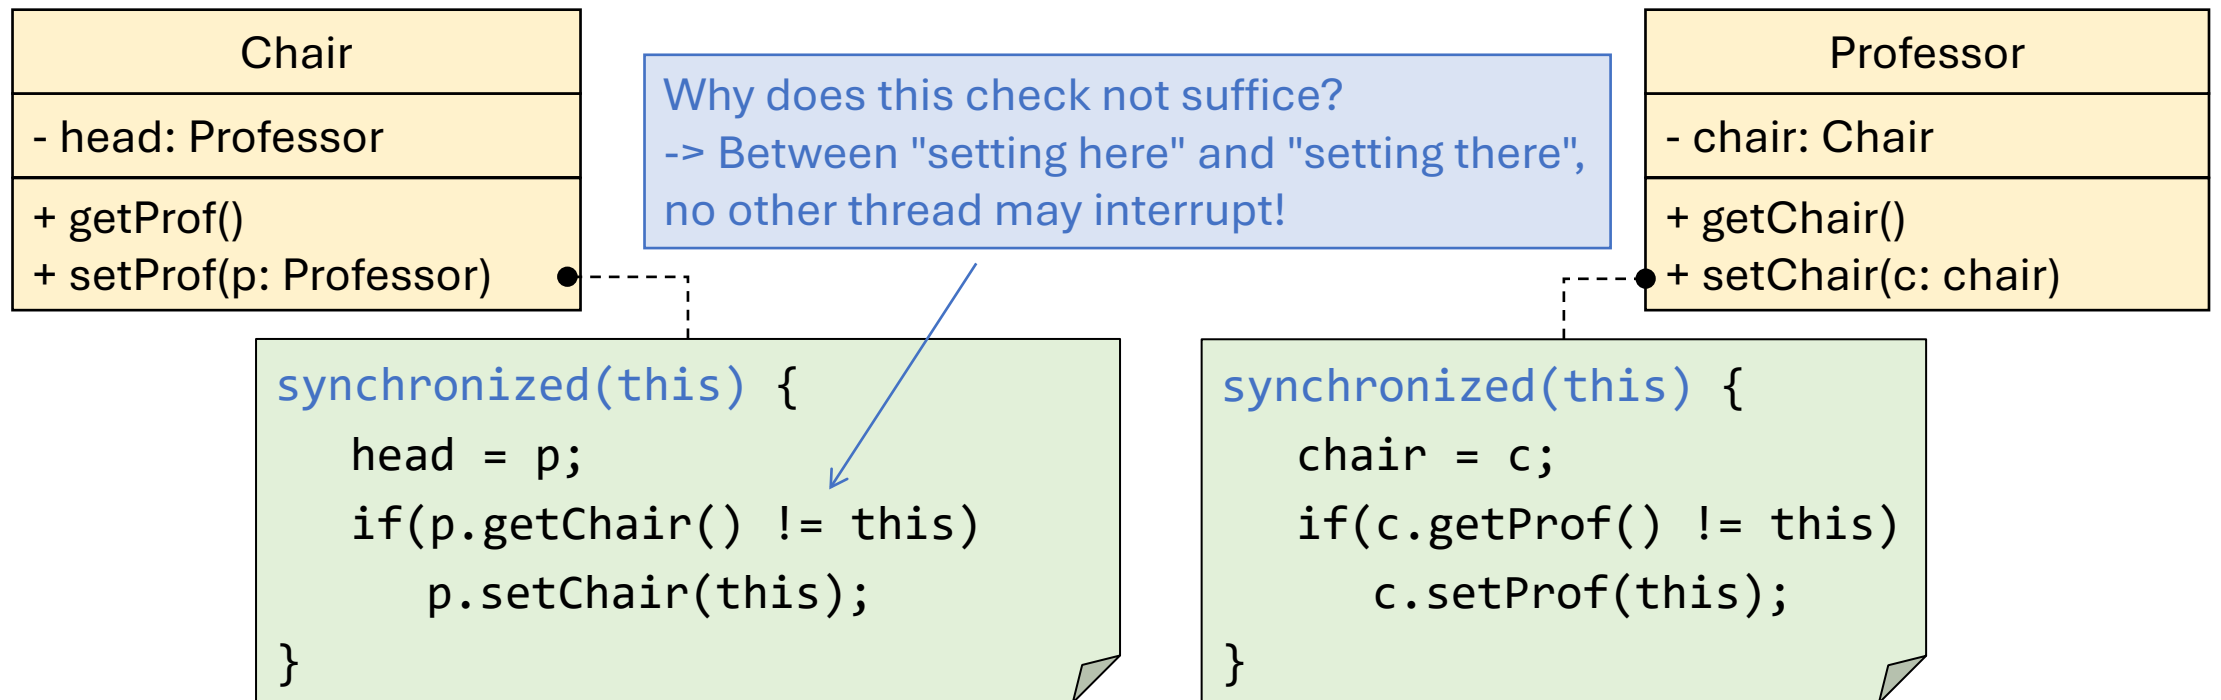 Chair
- head: Professor
+ getProf()
+ setProf(p: Professor)
Why does this check not suffice?
-> Between "setting here" and "setting there",
no other thread may interrupt!
Professor
- chair: Chair
+ getChair()
+ setChair(c: chair)
synchronized(this) {
head = p;
if(p.getChair() != this)
p.setChair(this);
}
synchronized(this) {
chair = c;
if(c.getProf() != this)
c.setProf(this);
}